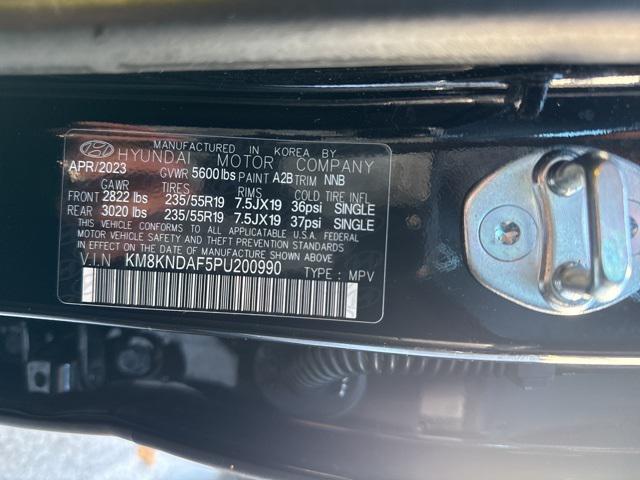 MANUFACTURED IN KOREA BY
HYUNDAI MOTOR COMPANY
APR/2023 GVWR 5600 lbs PAINT A2B TRIM NNB
GAWR TIRES RIMS COLD TIRE INFL
FRONT 2822 lbs 235/55R19 7.5JX19 36psi SINGLE
REAR 3020 lbs 235/55R19 7.5JX19 37psi SINGLE
THIS VEHICLE CONFORMS TO ALL APPLICABLE U.S.A. FEDERAL
MOTOR VEHICLE SAFETY, BUMPER, AND THEFT PREVENTION STANDARDS
IN EFFECT ON THE DATE OF MANUFACTURE SHOWN ABOVE.
V.I.N KM8KNDAF5PU200990
TYPE : MPV